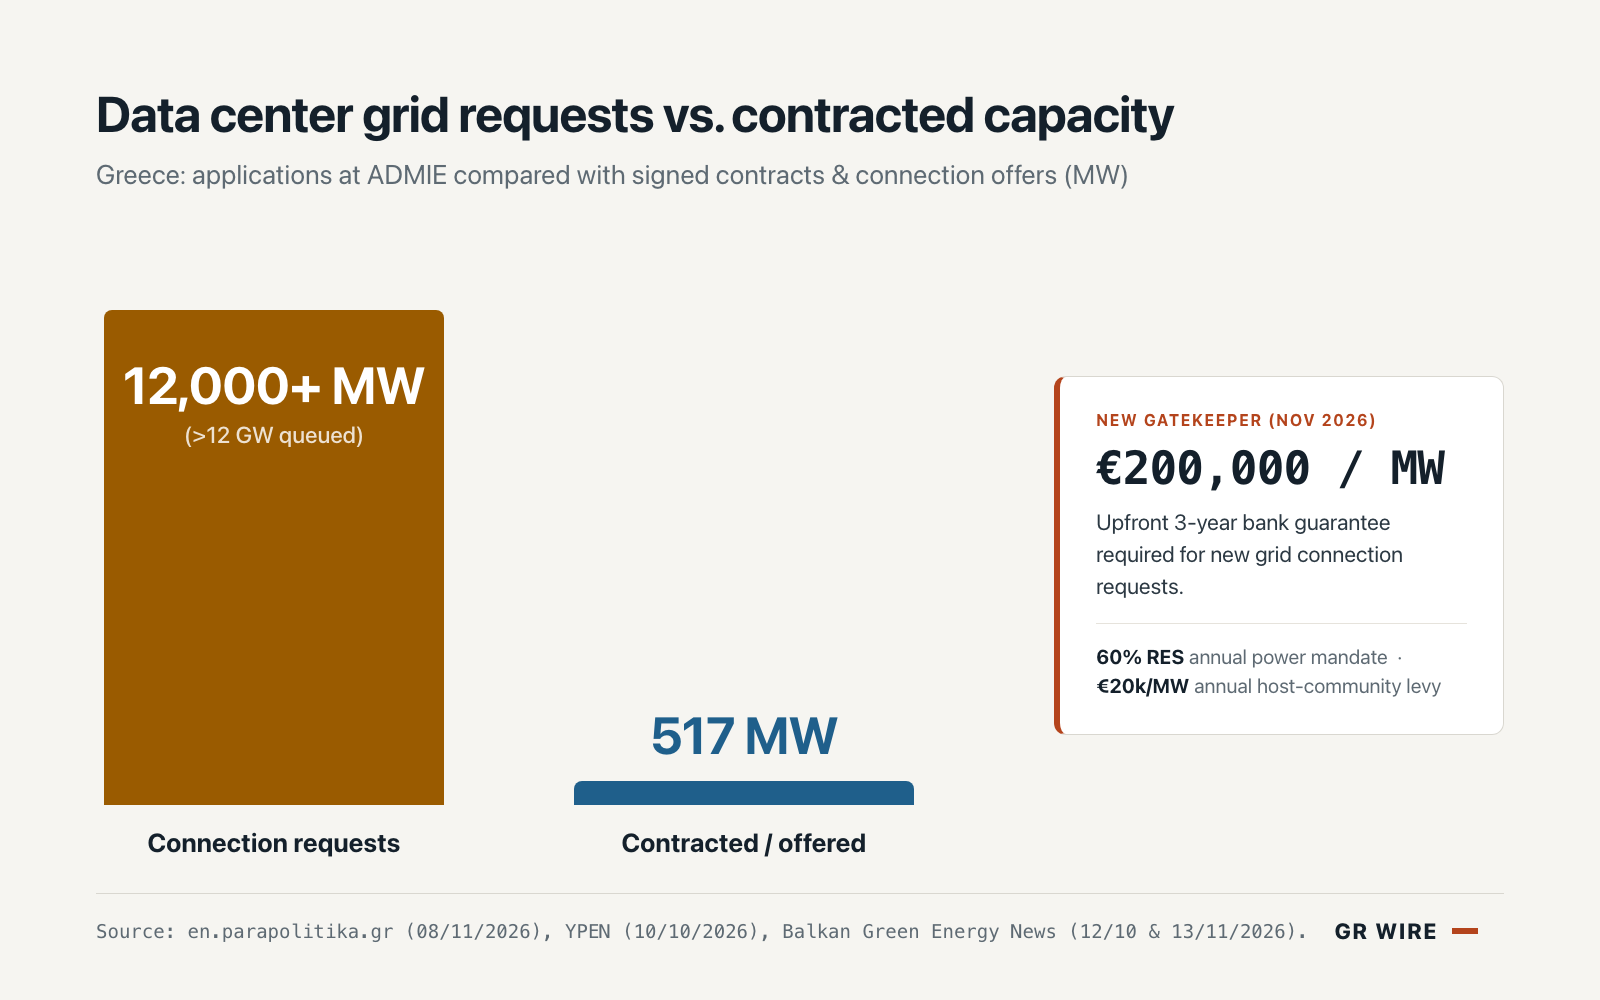 Data center grid requests vs. contracted capacity
Greece: applications at ADMIE compared with signed contracts & connection offers (MW)
12,000+ MW
(>12 GW queued)
517 MW
Connection requests
Contracted / offered
NEW GATEKEEPER (NOV 2026)
€200,000 / MW
Upfront 3-year bank guarantee
required for new grid connection
requests.
60% RES annual power mandate ·
€20k/MW annual host-community levy
Source: en.parapolitika.gr (08/11/2026), YPEN (10/10/2026), Balkan Green Energy News (12/10 & 13/11/2026).
GR WIRE